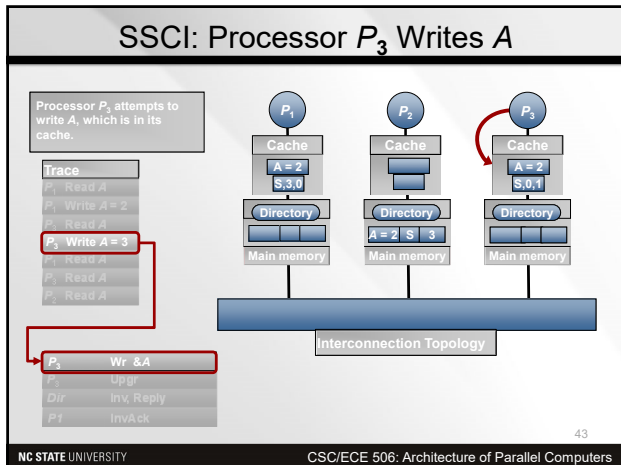 SSCI: Processor P3 Writes A
Processor P3 attempts to
write A, which is in its
cache.
Trace
P1 Read A
P1 Write A = 2
P3 Read A
P3 Write A = 3
P1 Read A
P1 Read A
P2 Read A
P3 Wr &A
P3 Upgr
Dir Inv, Reply
P1 InvAck
P1
Cache
A = 2
S,3,0
Directory
Main memory
P2
Cache
Directory
A = 2 S 3
Main memory
P3
Cache
A = 2
S,0,1
Directory
Main memory
Interconnection Topology
43
NC STATE UNIVERSITY
CSC/ECE 506: Architecture of Parallel Computers